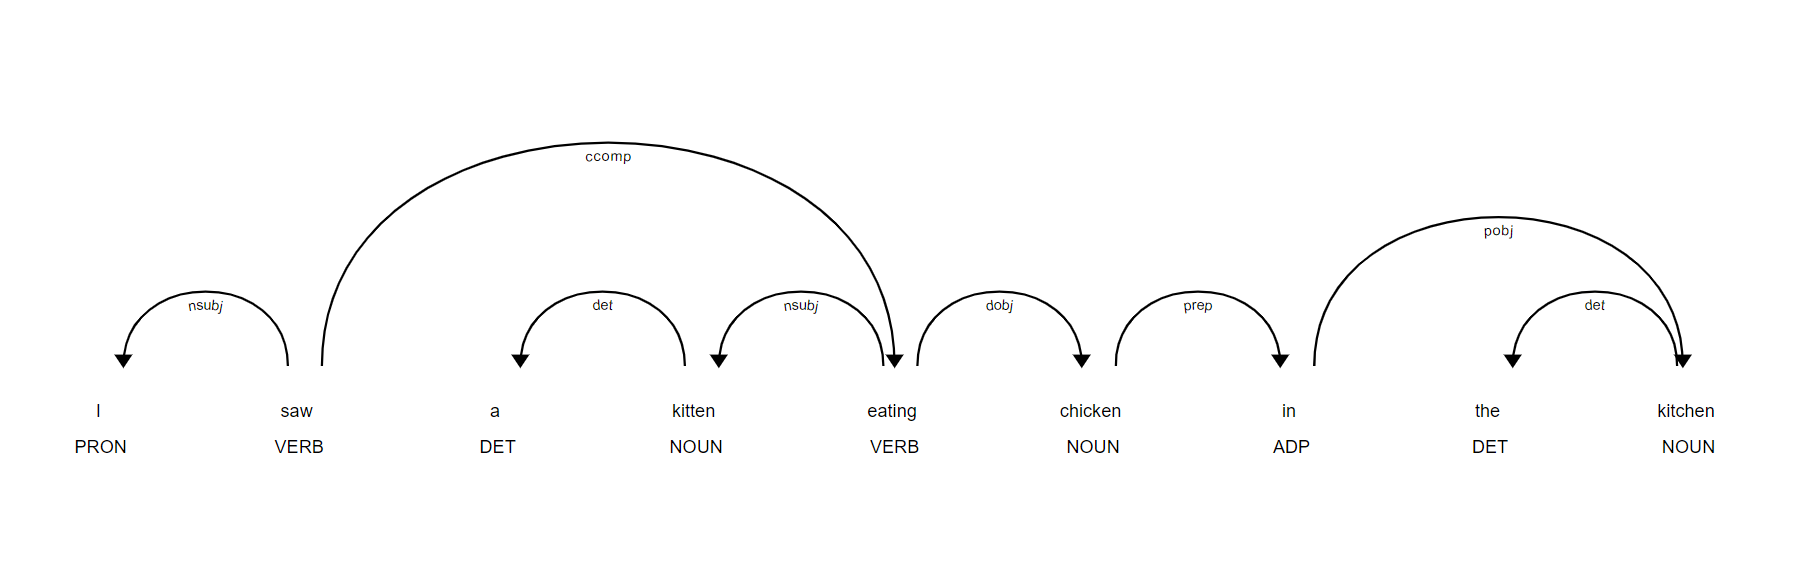 ccomp
pobj
nsubj det nsubj dobj prep det
I saw a kitten eating chicken in the kitchen
PRON VERB DET NOUN VERB NOUN ADP DET NOUN